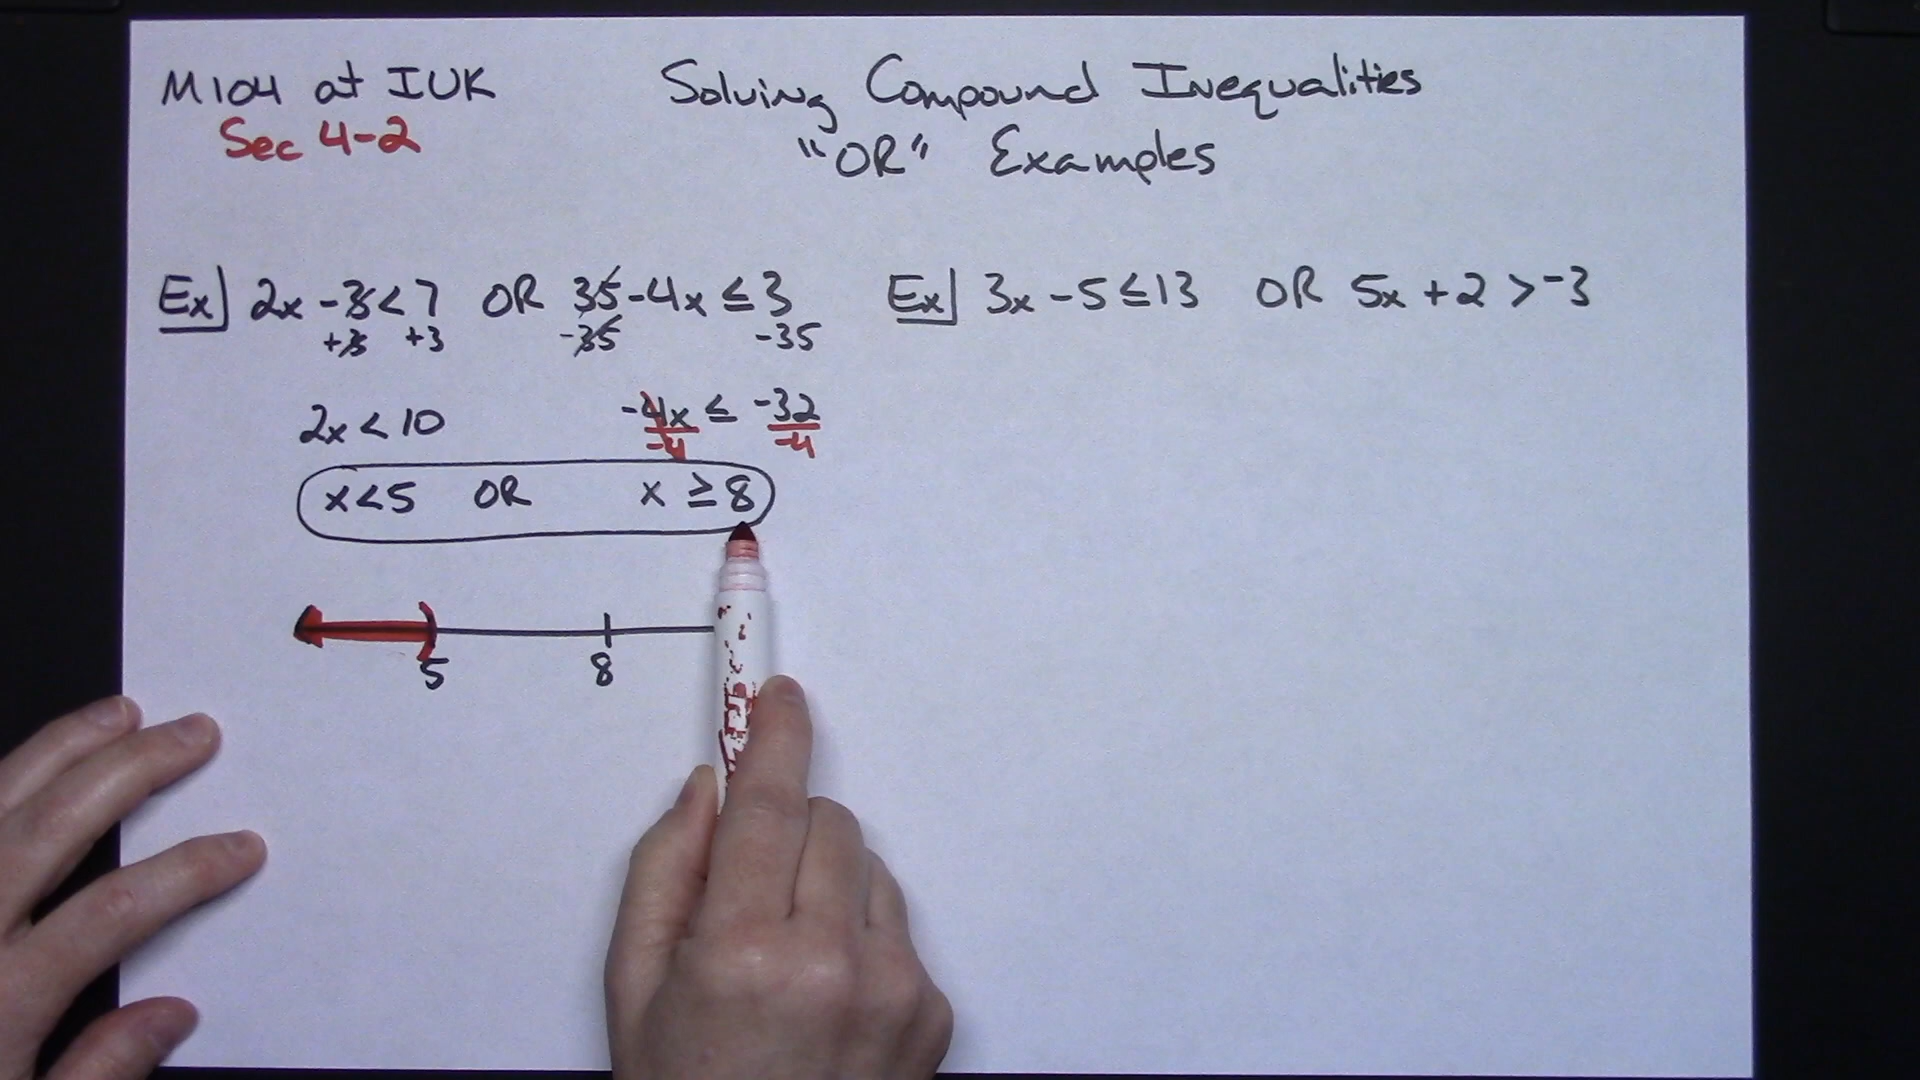 M104 at IUK
Sec 4-2
Solving Compound Inequalities
"OR" Examples
Ex 2x - 3 < 7 OR 35 - 4x ≤ 3
+3 +3 -35 -35
2x < 10 -4x ≤ -32
-4 -4
x < 5 OR x ≥ 8
5 8
Ex 3x - 5 ≤ 13 OR 5x + 2 > -3